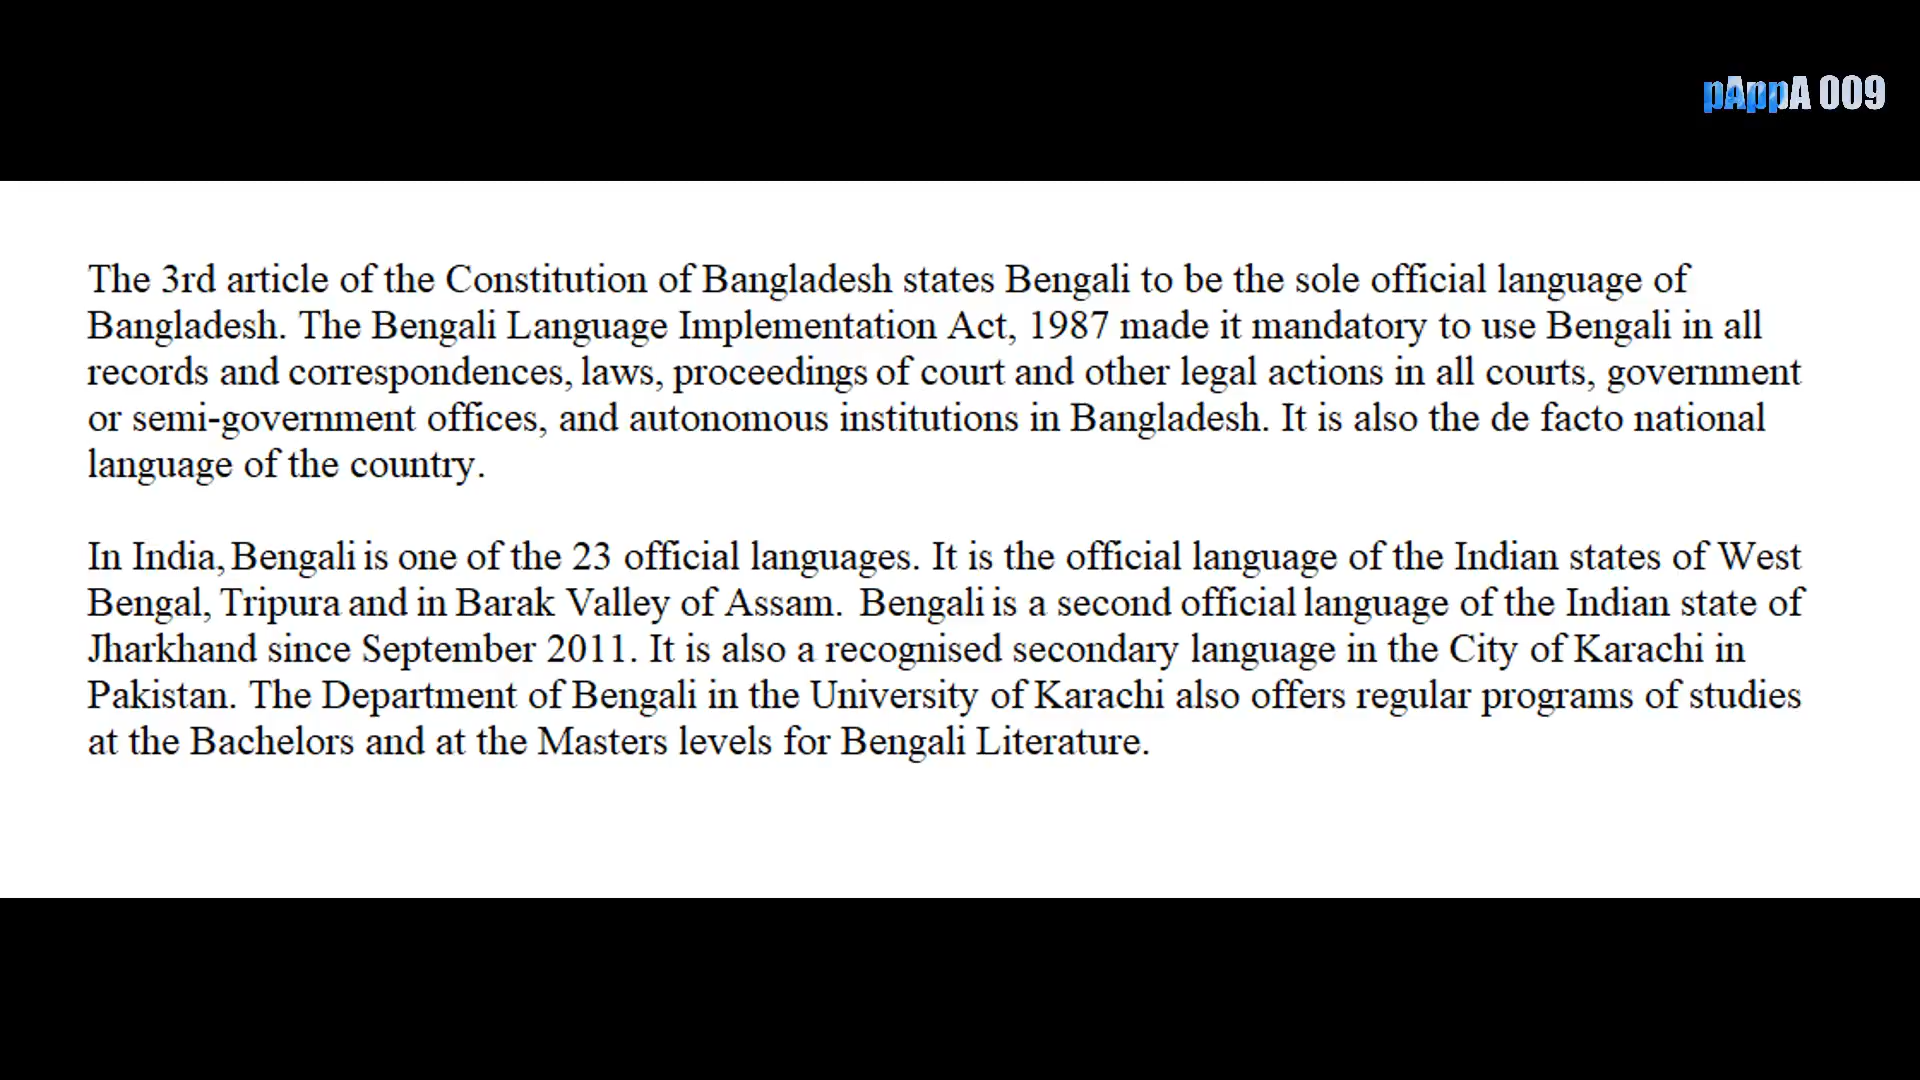 pAppA 009
The 3rd article of the Constitution of Bangladesh states Bengali to be the sole official language of
Bangladesh. The Bengali Language Implementation Act, 1987 made it mandatory to use Bengali in all
records and correspondences, laws, proceedings of court and other legal actions in all courts, government
or semi-government offices, and autonomous institutions in Bangladesh. It is also the de facto national
language of the country.
In India, Bengali is one of the 23 official languages. It is the official language of the Indian states of West
Bengal, Tripura and in Barak Valley of Assam. Bengali is a second official language of the Indian state of
Jharkhand since September 2011. It is also a recognised secondary language in the City of Karachi in
Pakistan. The Department of Bengali in the University of Karachi also offers regular programs of studies
at the Bachelors and at the Masters levels for Bengali Literature.